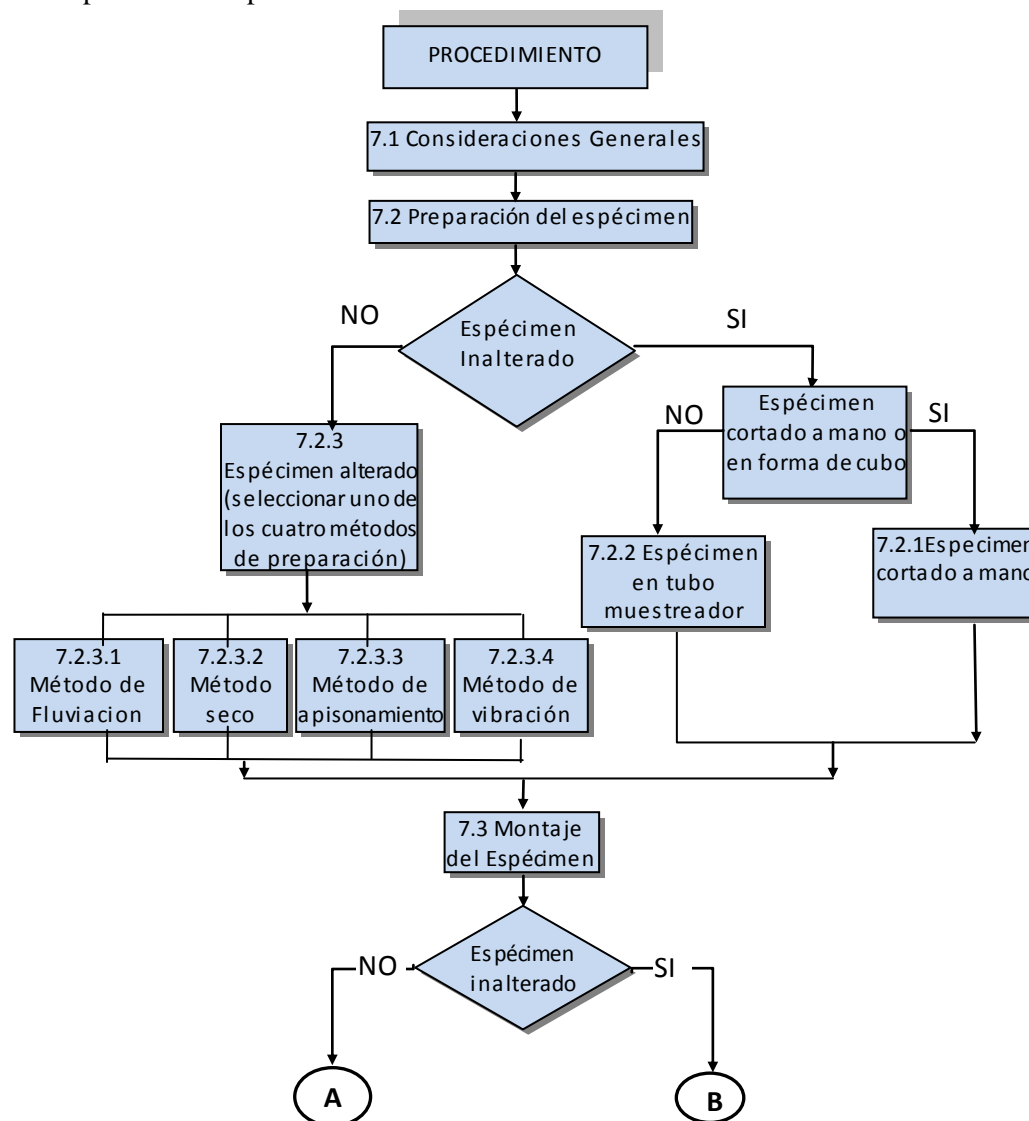 PROCEDIMIENTO
7.1 Consideraciones Generales
7.2 Preparación del espécimen
NO
SI
Espécimen
Inalterado
7.2.3
Espécimen alterado
(seleccionar uno de
los cuatro métodos
de preparación)
NO
SI
Espécimen
cortado a mano o
en forma de cubo
7.2.2 Espécimen
en tubo
muestreador
7.2.1Especimen
cortado a mano
7.2.3.1
Método de
Fluviacion
7.2.3.2
Método
seco
7.2.3.3
Método de
apisonamiento
7.2.3.4
Método de
vibración
7.3 Montaje
del Espécimen
Espécimen
inalterado
NO
SI
A
B